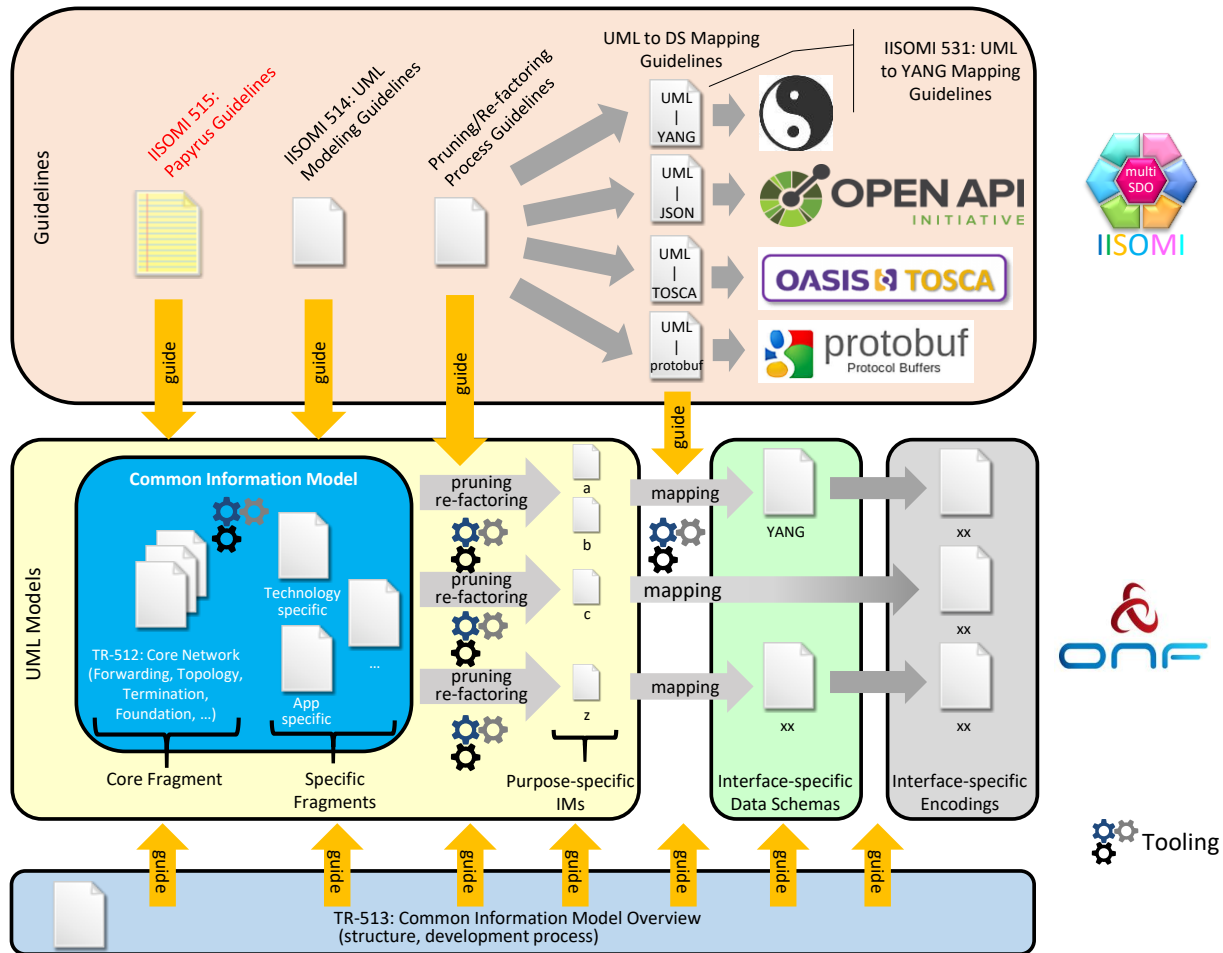 UML to DS Mapping
Guidelines
IISOMI 531: UML
to YANG Mapping
Guidelines
IISOMI 515:
Papyrus Guidelines
IISOMI 514: UML
Modeling Guidelines
Pruning/Re-factoring
Process Guidelines
Guidelines
UML
|
YANG
UML
|
JSON
OPEN API
INITIATIVE
UML
|
TOSCA
OASIS TOSCA
UML
|
protobuf
protobuf
Protocol Buffers
multi
SDO
IISOMI
guide
guide
guide
guide
UML Models
Common Information Model
TR-512: Core Network
(Forwarding, Topology,
Termination,
Foundation, …)
Technology
specific
App
specific
…
Core Fragment
Specific
Fragments
pruning
re-factoring
pruning
re-factoring
pruning
re-factoring
a
b
c
z
Purpose-specific
IMs
mapping
mapping
mapping
YANG
xx
Interface-specific
Data Schemas
xx
xx
xx
Interface-specific
Encodings
ONF
Tooling
guide
guide
guide
guide
guide
guide
guide
TR-513: Common Information Model Overview
(structure, development process)